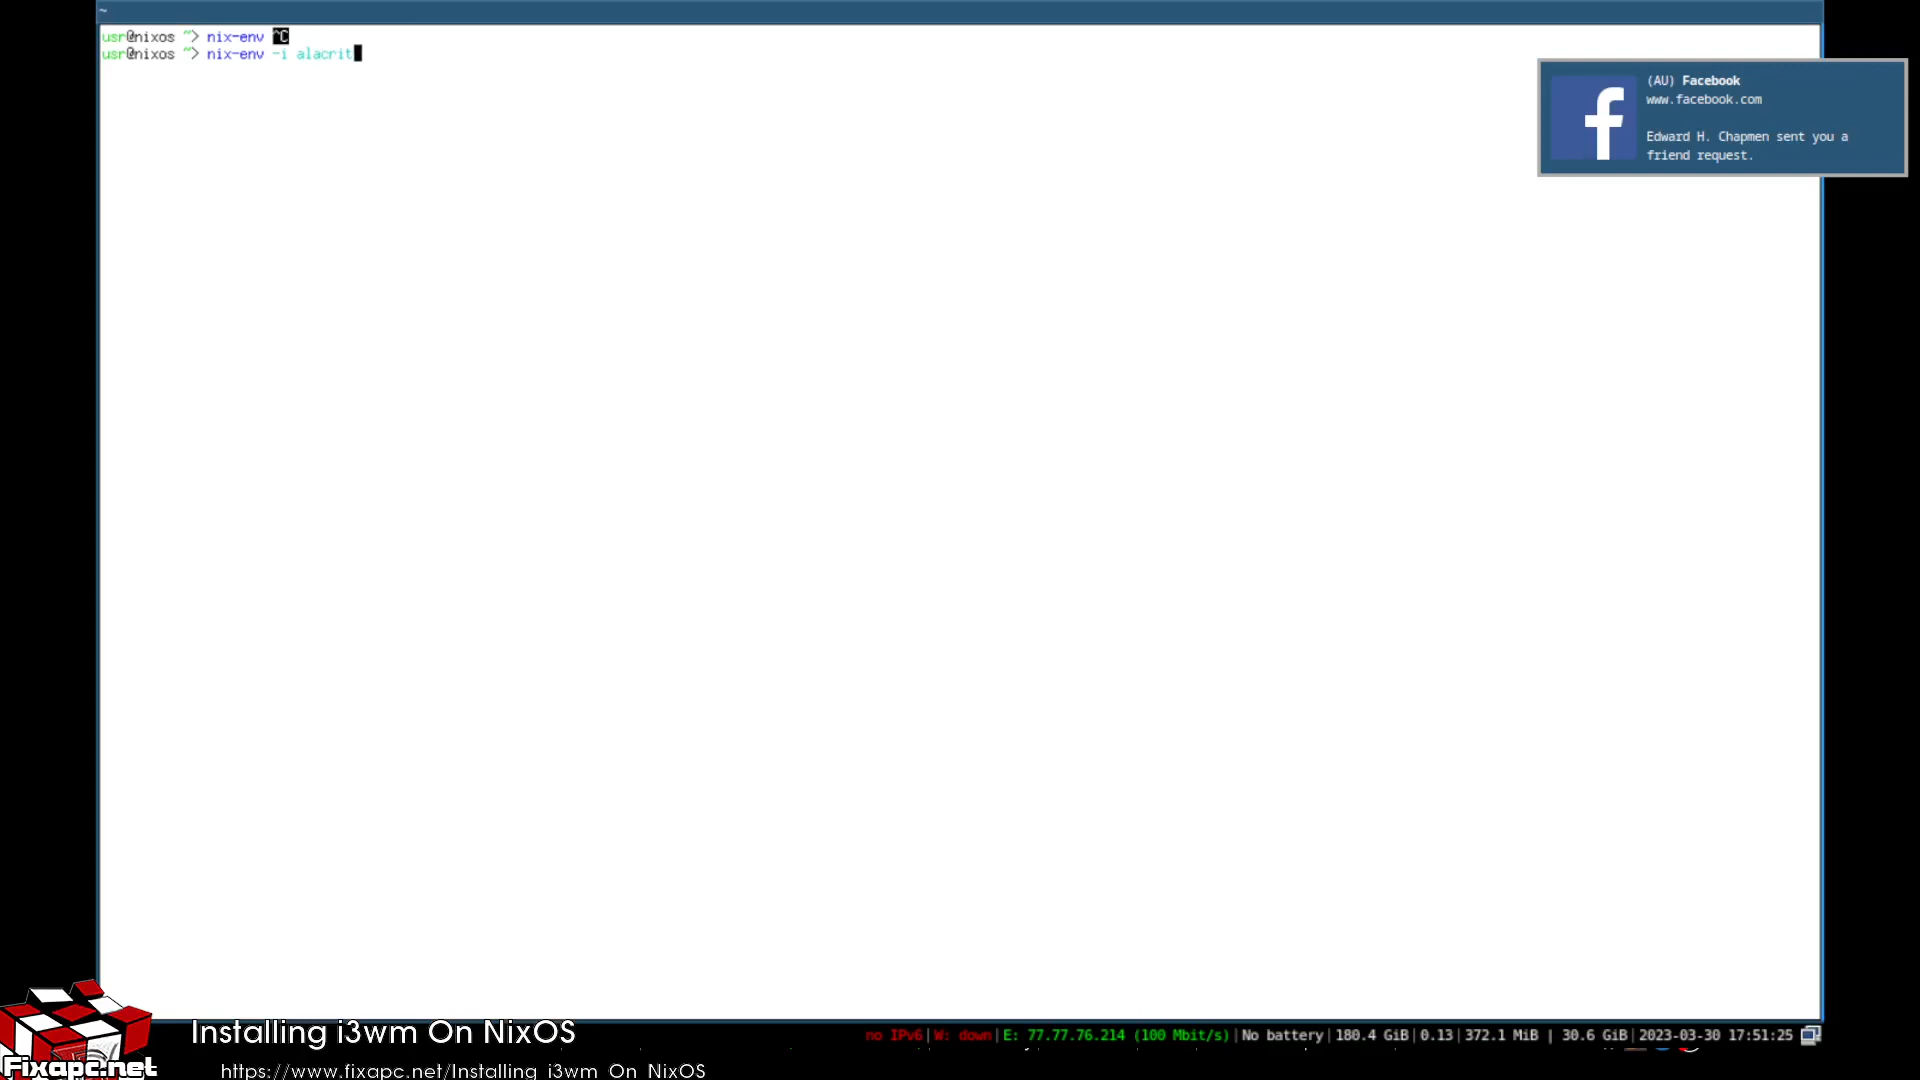 ~
usr@nixos ~> nix-env ^C
usr@nixos ~> nix-env -i alacrit
(AU) Facebook
www.facebook.com
Edward H. Chapmen sent you a
friend request.
Installing i3wm On NixOS
no IPv6|W: down|E: 77.77.76.214 (100 Mbit/s)|No battery|180.4 GiB|0.13|372.1 MiB | 30.6 GiB|2023-03-30 17:51:25
Fixapc.net
https://www.fixapc.net/Installing_i3wm_On_NixOS